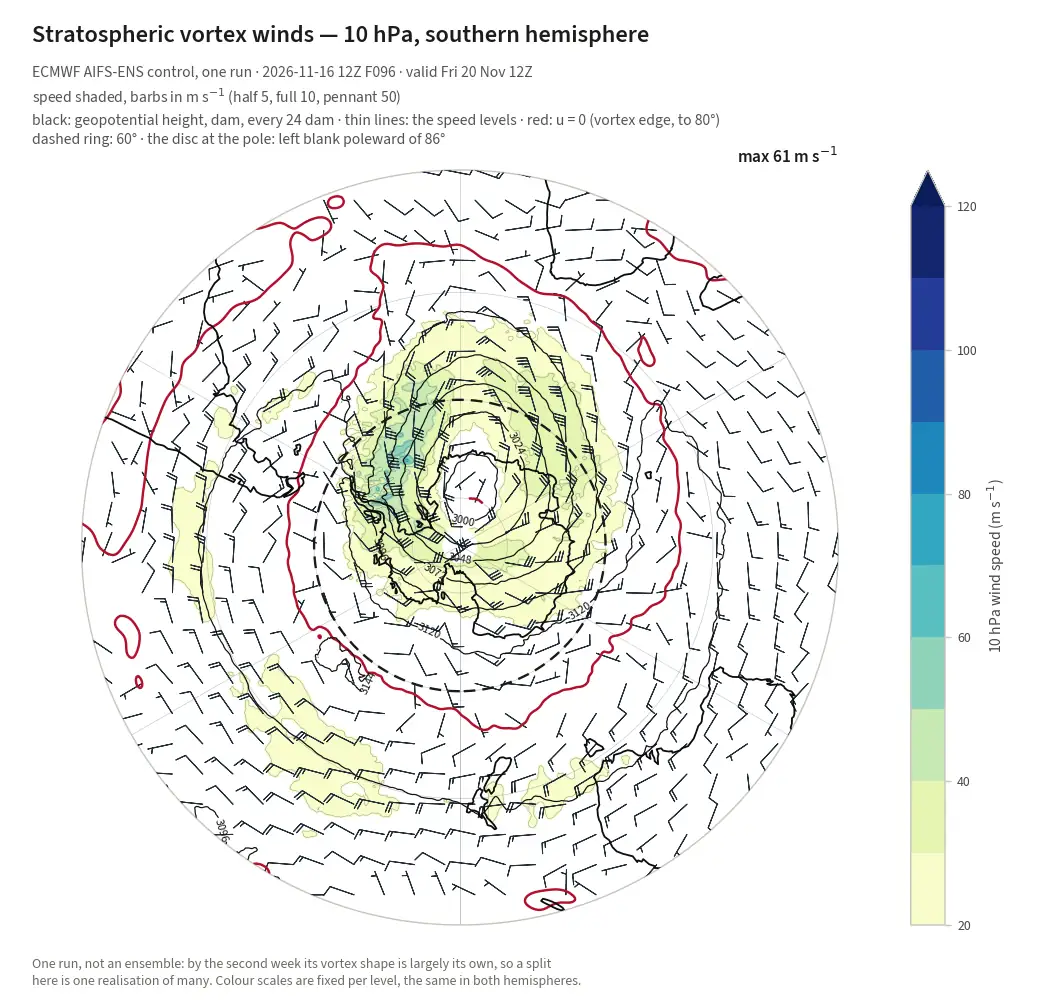 Stratospheric vortex winds — 10 hPa, southern hemisphere
ECMWF AIFS-ENS control, one run · 2026-11-16 12Z F096 · valid Fri 20 Nov 12Z
speed shaded, barbs in m s⁻¹ (half 5, full 10, pennant 50)
black: geopotential height, dam, every 24 dam · thin lines: the speed levels · red: u = 0 (vortex edge, to 80°)
dashed ring: 60° · the disc at the pole: left blank poleward of 86°
max 61 m s⁻¹
120
100
80
60
40
20
10 hPa wind speed (m s⁻¹)
3024
3000
3048
3120
3120
3096
One run, not an ensemble: by the second week its vortex shape is largely its own, so a split
here is one realisation of many. Colour scales are fixed per level, the same in both hemispheres.